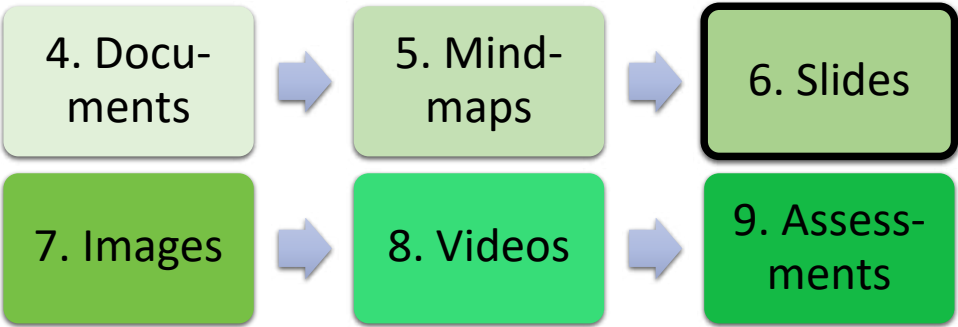 4. Docu-
ments
5. Mind-
maps
6. Slides
7. Images
8. Videos
9. Assess-
ments